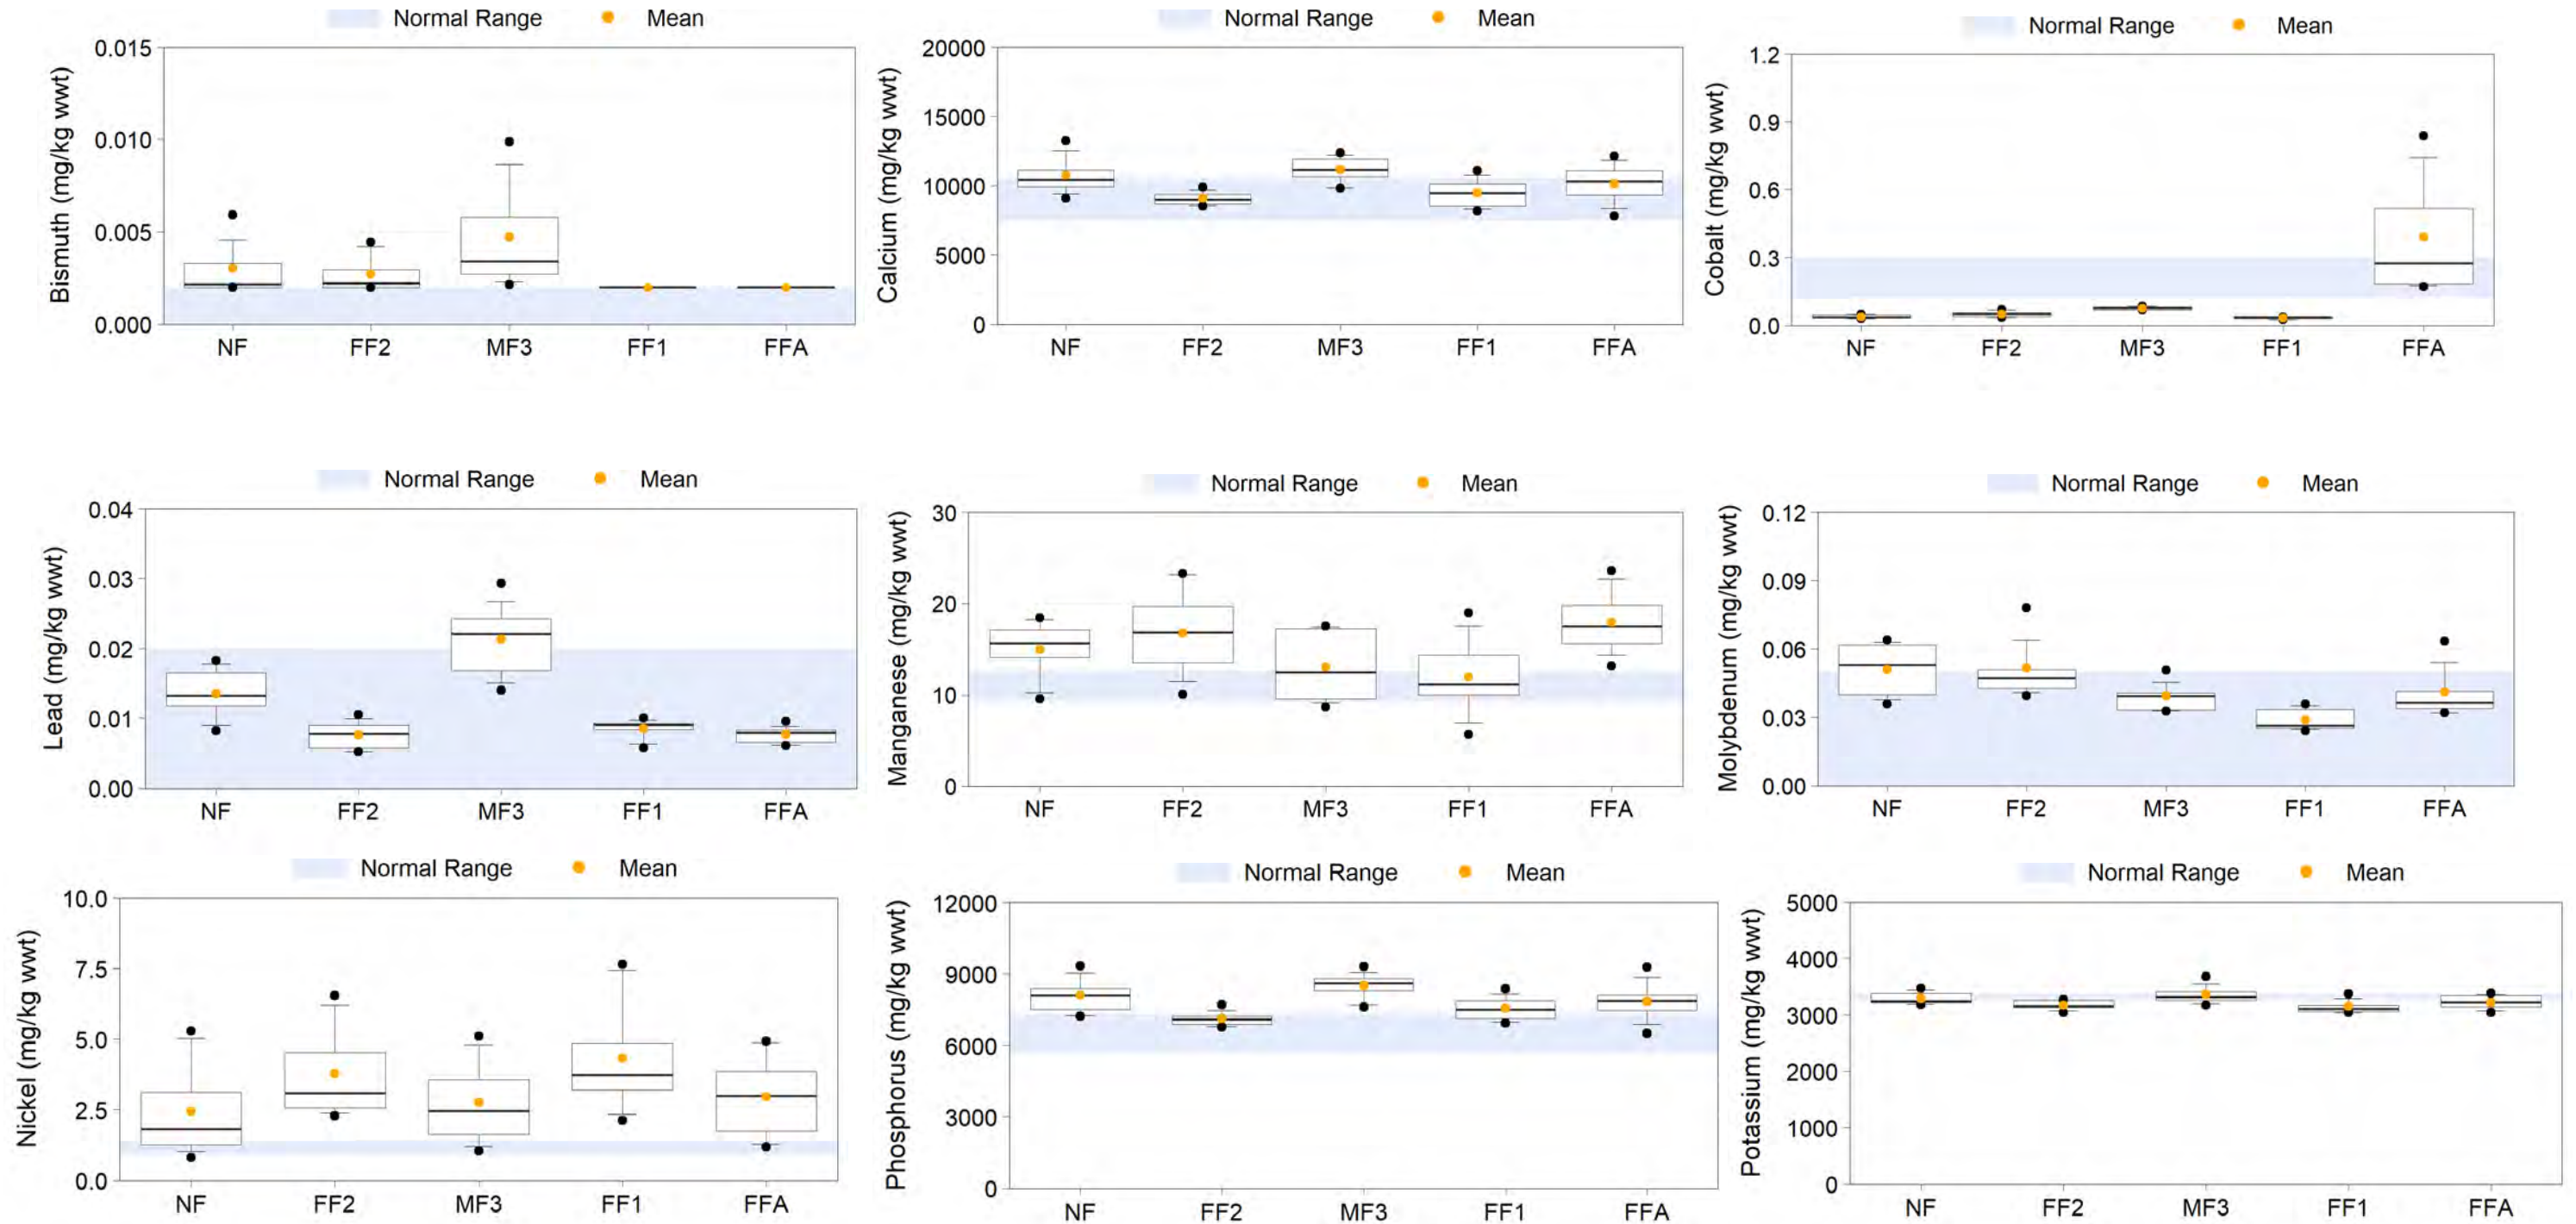 Normal Range Mean
Bismuth (mg/kg wwt)
0.015
0.010
0.005
0.000
NF FF2 MF3 FF1 FFA
Normal Range Mean
Calcium (mg/kg wwt)
20000
15000
10000
5000
0
NF FF2 MF3 FF1 FFA
Normal Range Mean
Cobalt (mg/kg wwt)
1.2
0.9
0.6
0.3
0.0
NF FF2 MF3 FF1 FFA
Normal Range Mean
Lead (mg/kg wwt)
0.04
0.03
0.02
0.01
0.00
NF FF2 MF3 FF1 FFA
Normal Range Mean
Manganese (mg/kg wwt)
30
20
10
0
NF FF2 MF3 FF1 FFA
Normal Range Mean
Molybdenum (mg/kg wwt)
0.12
0.09
0.06
0.03
0.00
NF FF2 MF3 FF1 FFA
Normal Range Mean
Nickel (mg/kg wwt)
10.0
7.5
5.0
2.5
0.0
NF FF2 MF3 FF1 FFA
Normal Range Mean
Phosphorus (mg/kg wwt)
12000
9000
6000
3000
0
NF FF2 MF3 FF1 FFA
Normal Range Mean
Potassium (mg/kg wwt)
5000
4000
3000
2000
1000
0
NF FF2 MF3 FF1 FFA